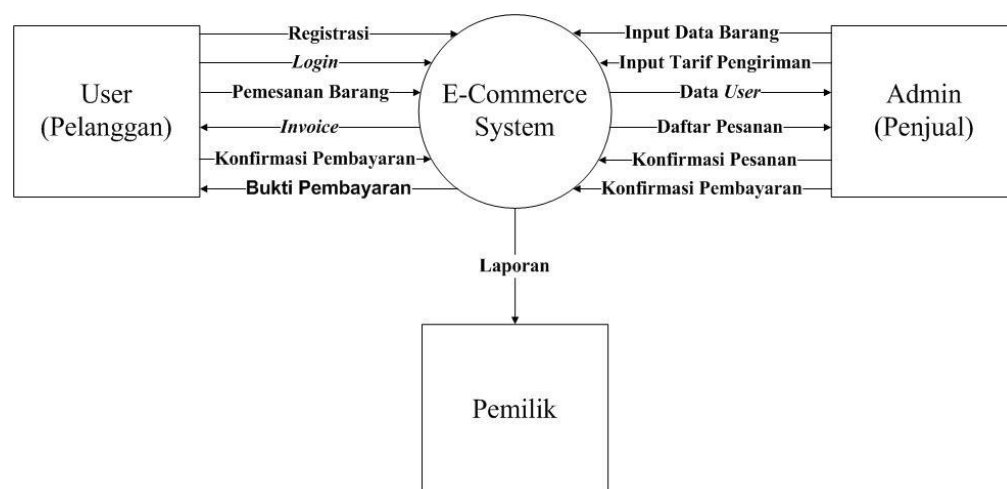 User
(Pelanggan)
Registrasi
Login
Pemesanan Barang
Invoice
Konfirmasi Pembayaran
Bukti Pembayaran
E-Commerce
System
Input Data Barang
Input Tarif Pengiriman
Data User
Daftar Pesanan
Konfirmasi Pesanan
Konfirmasi Pembayaran
Admin
(Penjual)
Laporan
Pemilik